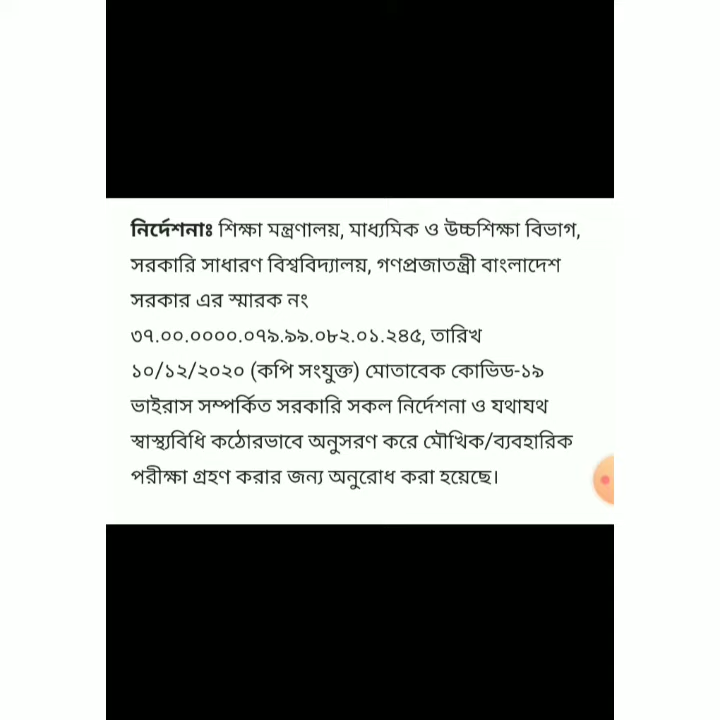 নির্দেশনাঃ শিক্ষা মন্ত্রণালয়, মাধ্যমিক ও উচ্চশিক্ষা বিভাগ,
সরকারি সাধারণ বিশ্ববিদ্যালয়, গণপ্রজাতন্ত্রী বাংলাদেশ
সরকার এর স্মারক নং
৩৭.০০.০০০০.০৭৯.৯৯.০৮২.০১.২৪৫, তারিখ
১০/১২/২০২০ (কপি সংযুক্ত) মোতাবেক কোভিড-১৯
ভাইরাস সম্পর্কিত সরকারি সকল নির্দেশনা ও যথাযথ
স্বাস্থ্যবিধি কঠোরভাবে অনুসরণ করে মৌখিক/ব্যবহারিক
পরীক্ষা গ্রহণ করার জন্য অনুরোধ করা হয়েছে।